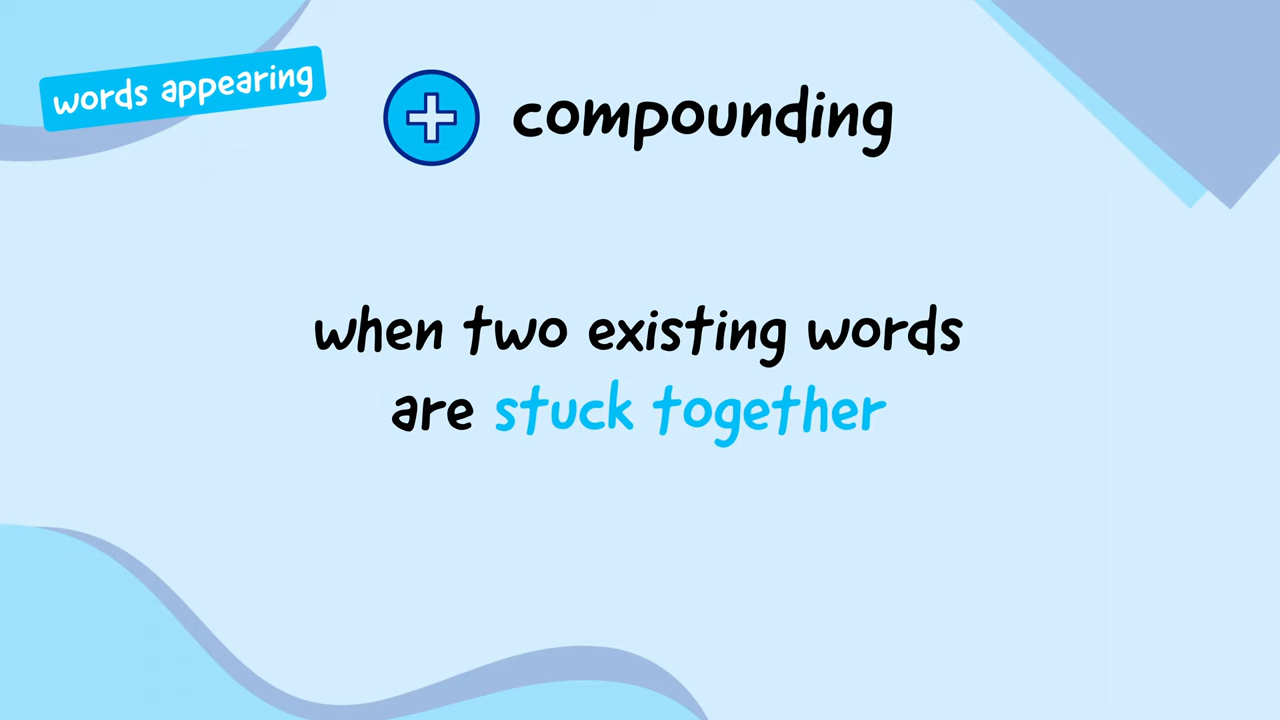 words appearing
compounding
when two existing words
are stuck together